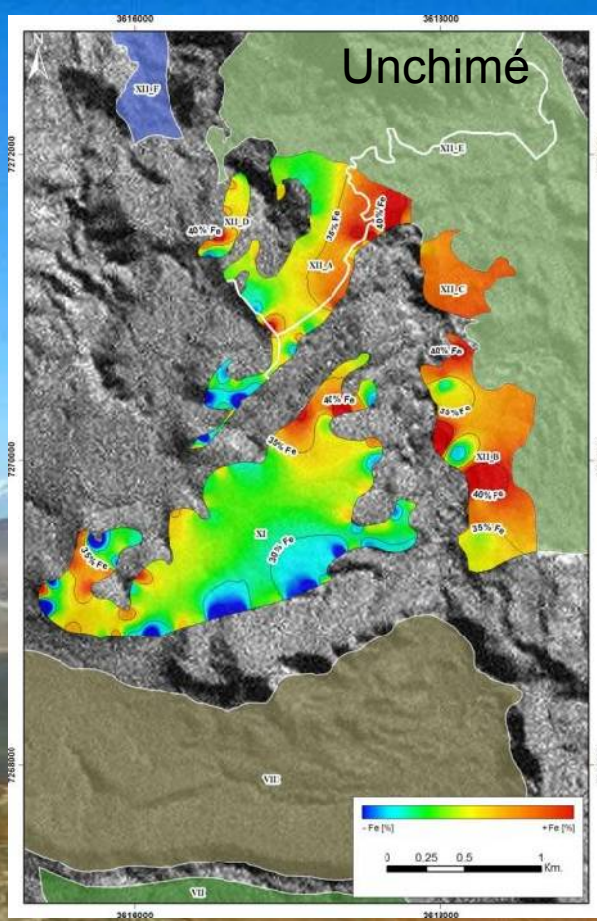 3616000 3618000
N
Unchimé
XII_F
7272000
XII_E
40% Fe
35% Fe
40% Fe
XII_D
XII_A
XII_C
40% Fe
40% Fe
35% Fe
35% Fe
7270000
XII_B
40% Fe
35% Fe
XI
30% Fe
35% Fe
7268000
VIII
- Fe [%] +Fe [%]
0 0.25 0.5 1
Km.
VII
3616000 3618000